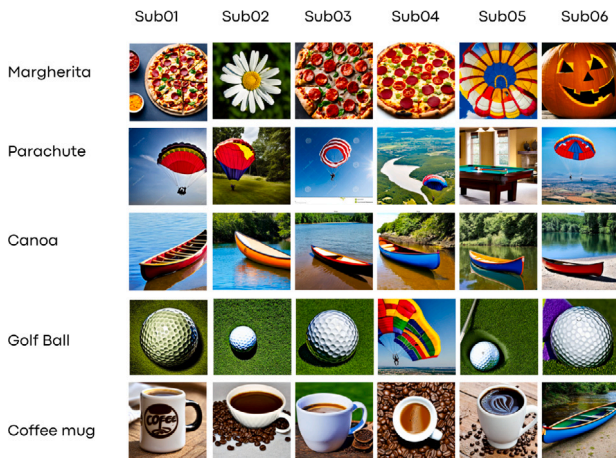 Sub01 Sub02 Sub03 Sub04 Sub05 Sub06
Margherita
Parachute
Canoa
Golf Ball
Coffee mug